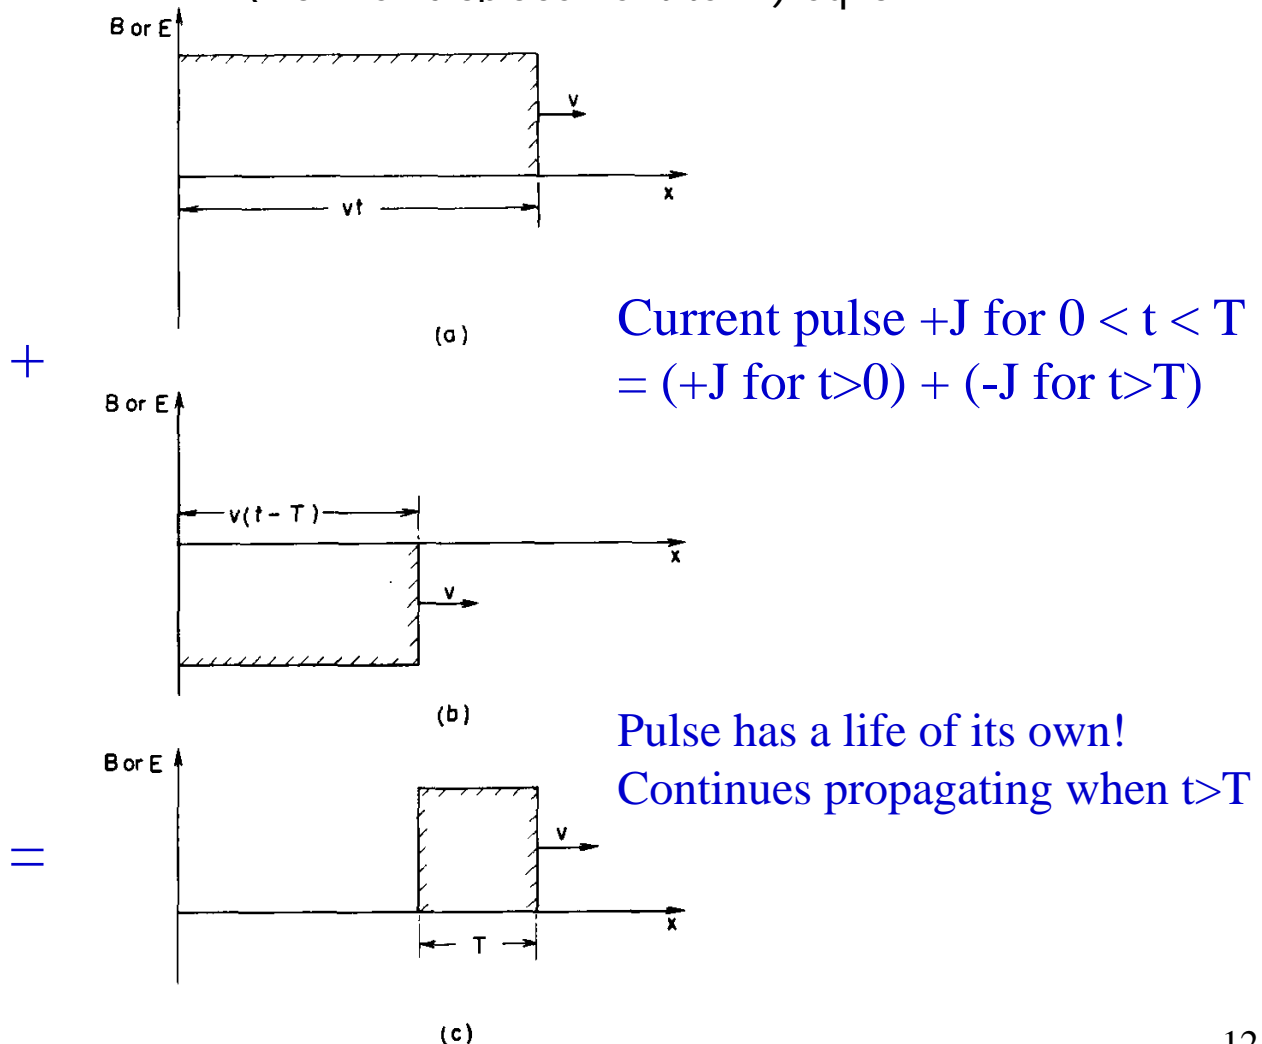 B or E
v
x
vt
(a)
Current pulse +J for 0 < t < T
= (+J for t>0) + (-J for t>T)
+
B or E
v(t - T)
x
v
(b)
Pulse has a life of its own!
Continues propagating when t>T
B or E
v
=
x
T
(c)